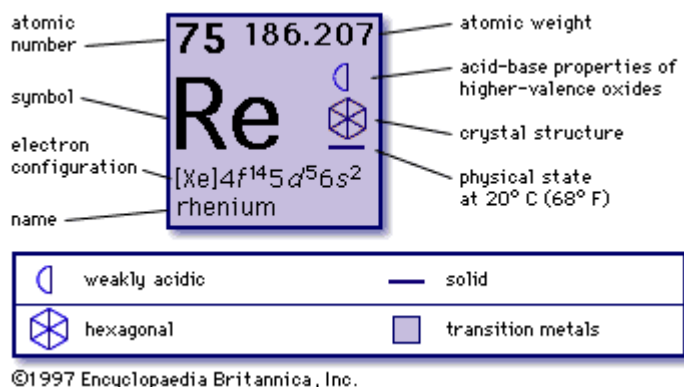 atomic
number
75 186.207
atomic weight
symbol
Re
acid-base properties of
higher-valence oxides
crystal structure
electron
configuration
[Xe]4f¹⁴5d⁵6s²
physical state
at 20° C (68° F)
name
rhenium
weakly acidic
solid
hexagonal
transition metals
©1997 Encyclopaedia Britannica, Inc.